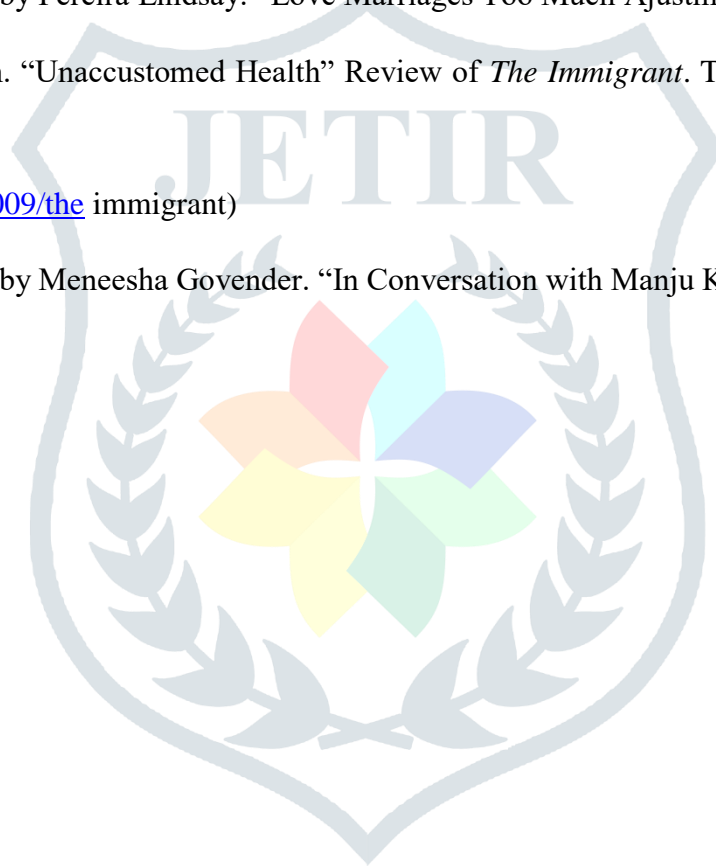 by Pereira Lindsay. “Love Marriages Too Much
“Unaccustomed Health” Review of The Immigrant.
JETIR
009/the immigrant)
by Meneesha Govender. “In Conversation with Manju